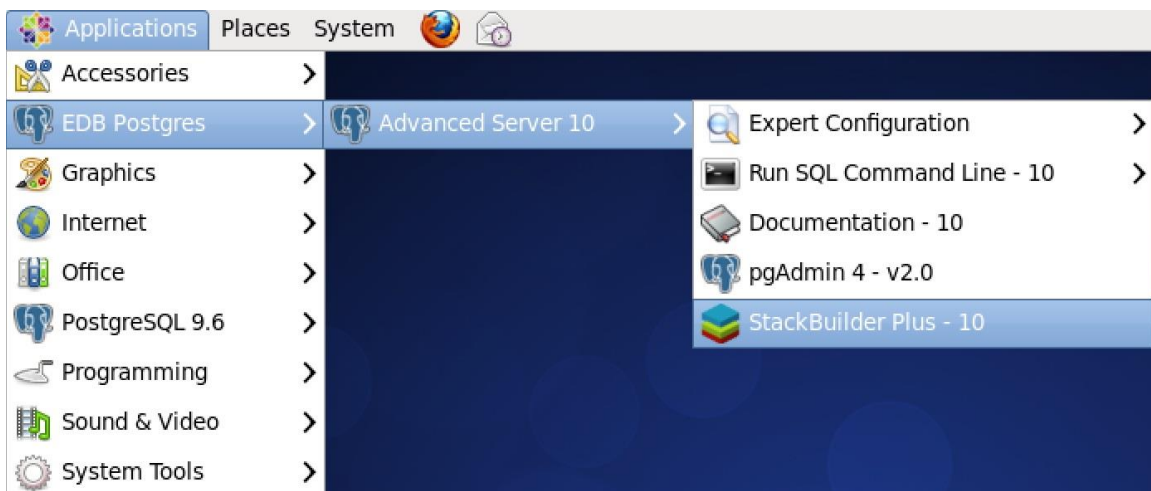 Applications Places System
Accessories
EDB Postgres
Graphics
Internet
Office
PostgreSQL 9.6
Programming
Sound & Video
System Tools
Advanced Server 10
Expert Configuration
Run SQL Command Line - 10
Documentation - 10
pgAdmin 4 - v2.0
StackBuilder Plus - 10